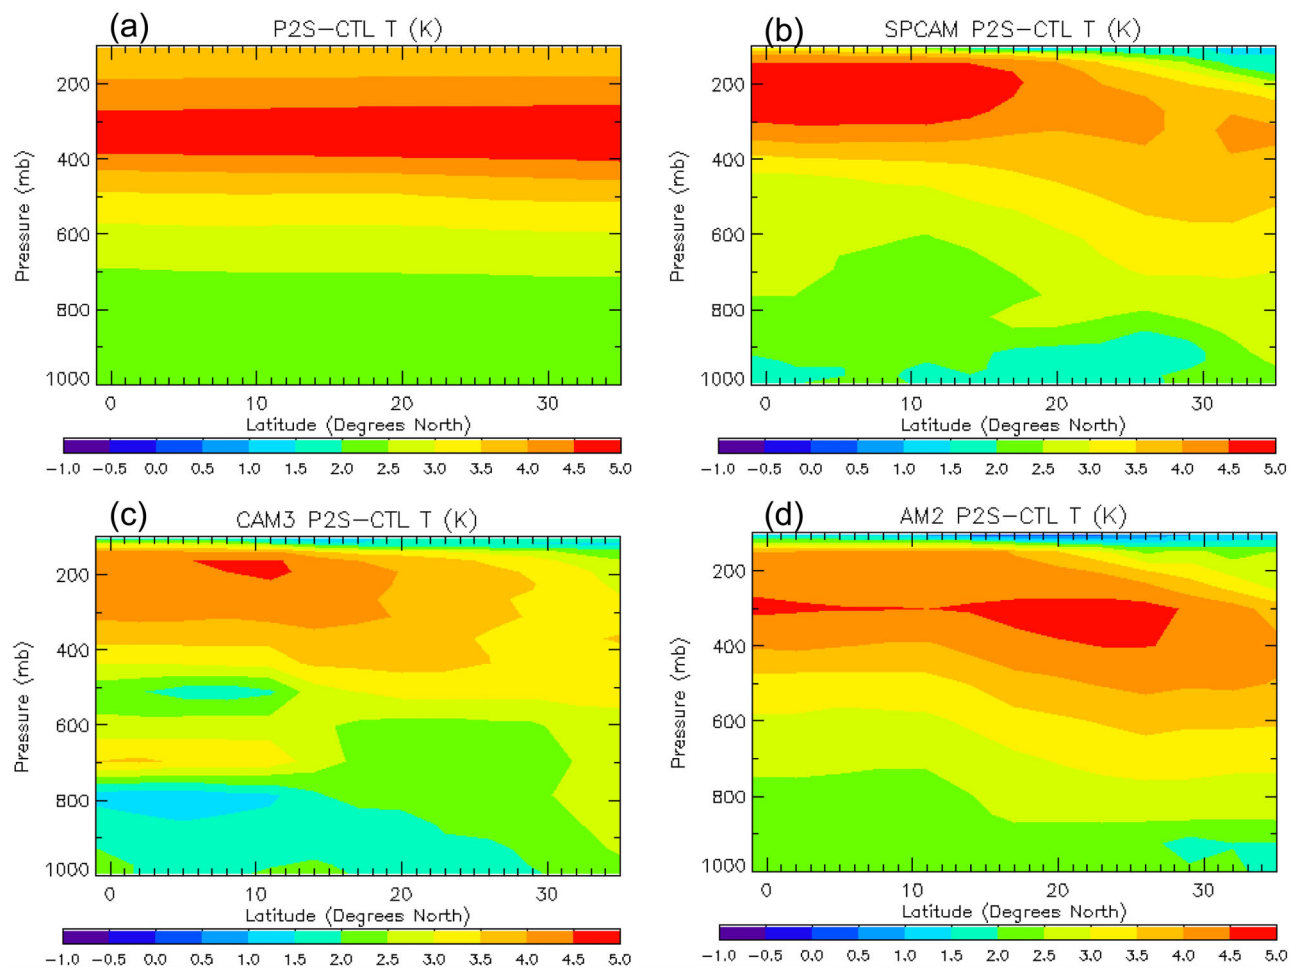 (a) P2S−CTL T (K)
Pressure (mb)
200
400
600
800
1000
0 10 20 30
Latitude (Degrees North)
−1.0 −0.5 0.0 0.5 1.0 1.5 2.0 2.5 3.0 3.5 4.0 4.5 5.0
(b) SPCAM P2S−CTL T (K)
Pressure (mb)
200
400
600
800
1000
0 10 20 30
Latitude (Degrees North)
−1.0 −0.5 0.0 0.5 1.0 1.5 2.0 2.5 3.0 3.5 4.0 4.5 5.0
(c) CAM3 P2S−CTL T (K)
Pressure (mb)
200
400
600
800
1000
0 10 20 30
Latitude (Degrees North)
−1.0 −0.5 0.0 0.5 1.0 1.5 2.0 2.5 3.0 3.5 4.0 4.5 5.0
(d) AM2 P2S−CTL T (K)
Pressure (mb)
200
400
600
800
1000
0 10 20 30
Latitude (Degrees North)
−1.0 −0.5 0.0 0.5 1.0 1.5 2.0 2.5 3.0 3.5 4.0 4.5 5.0